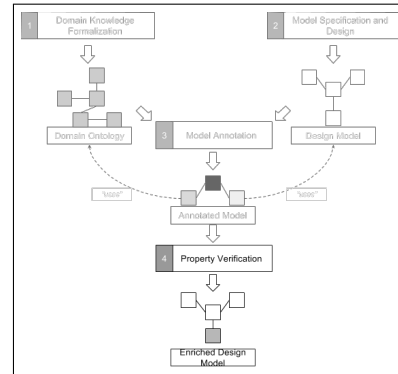 1
Domain Knowledge
Formalization
2
Model Specification and
Design
Domain Ontology
3
Model Annotation
Design Model
"uses"
"uses"
Annotated Model
4
Property Verification
Enriched Design
Model